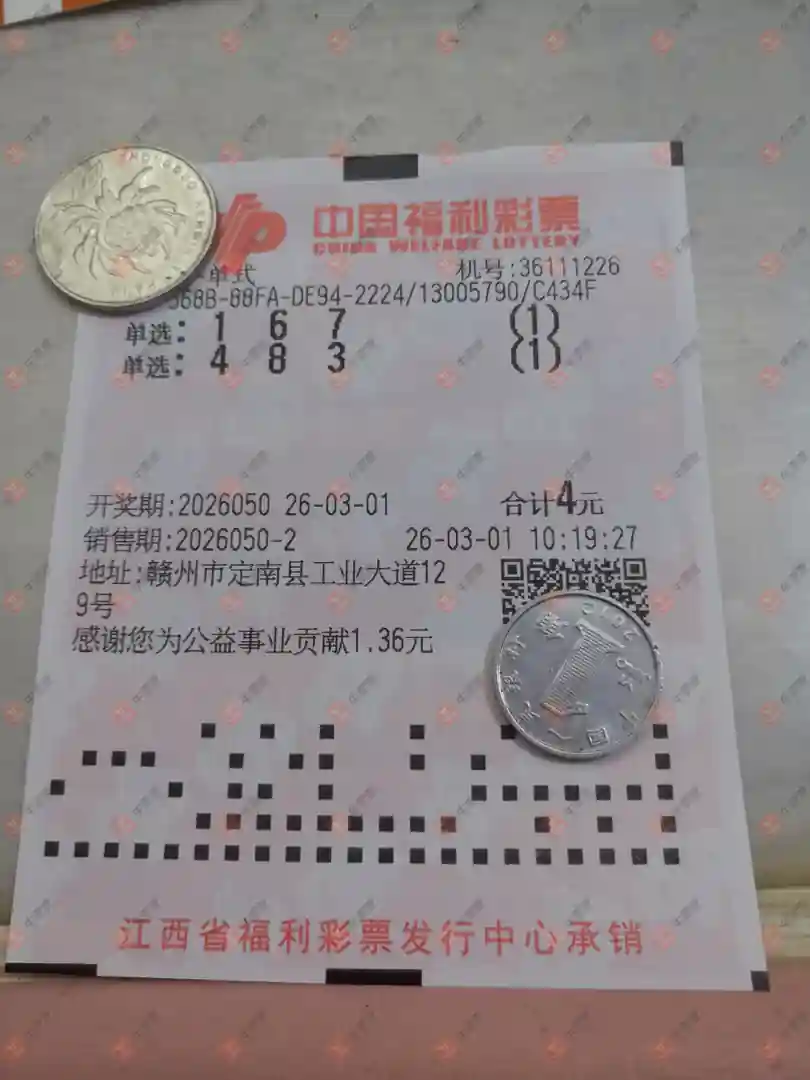 中国福利彩票
CHINA WELFARE LOTTERY
单式 机号:36111226
568B-88FA-DE94-2224/13005790/C434F
单选: 1 6 7 (1)
单选: 4 8 3 (1)
开奖期:2026050 26-03-01 合计4元
销售期:2026050-2 26-03-01 10:19:27
地址:赣州市定南县工业大道12
9号
感谢您为公益事业贡献1.36元
江西省福利彩票发行中心承销